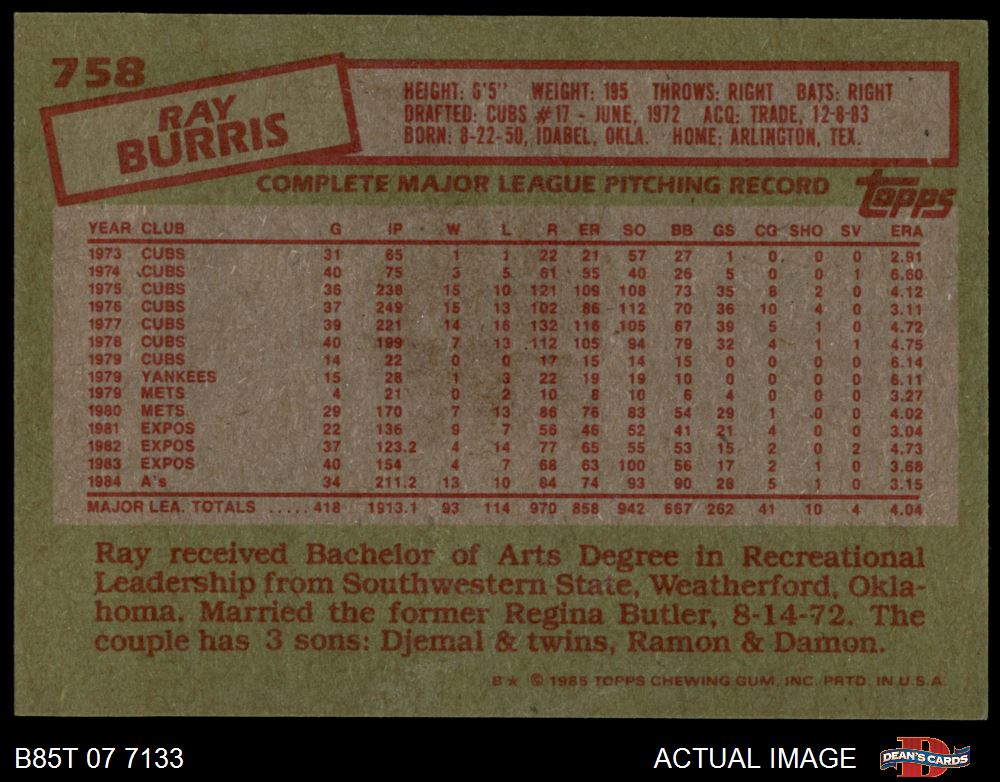 758
RAY
BURRIS
HEIGHT: 6'5" WEIGHT: 195 THROWS: RIGHT BATS: RIGHT
DRAFTED: CUBS #17 - JUNE, 1972 ACQ: TRADE, 12-8-83
BORN: 8-22-50, IDABEL, OKLA. HOME: ARLINGTON, TEX.
COMPLETE MAJOR LEAGUE PITCHING RECORD
Topps
YEAR CLUB G IP W L R ER SO BB GS CG SHO SV ERA
1973 CUBS 31 65 1 1 22 21 57 27 1 0 0 0 2.91
1974 CUBS 40 75 3 5 61 55 40 26 5 0 0 1 6.60
1975 CUBS 36 238 15 10 121 109 108 73 35 8 2 0 4.12
1976 CUBS 37 249 15 13 102 86 112 70 36 10 4 0 3.11
1977 CUBS 39 221 14 16 132 116 105 67 39 5 1 0 4.72
1978 CUBS 40 199 7 13 112 105 94 79 32 4 1 1 4.75
1979 CUBS 14 22 0 0 17 15 14 15 0 0 0 0 6.14
1979 YANKEES 15 28 1 3 22 19 19 10 0 0 0 0 6.11
1979 METS 4 21 0 2 10 8 10 6 4 0 0 0 3.27
1980 METS 29 170 7 13 86 76 83 54 29 1 0 0 4.02
1981 EXPOS 22 136 9 7 56 46 52 41 21 4 0 0 3.04
1982 EXPOS 37 123.2 4 14 77 65 55 53 15 2 0 2 4.73
1983 EXPOS 40 154 4 7 68 63 100 56 17 2 1 0 3.68
1984 A's 34 211.2 13 10 84 74 93 90 28 5 1 0 3.15
MAJOR LEA. TOTALS ..... 418 1913.1 93 114 970 858 942 667 262 41 10 4 4.04
Ray received Bachelor of Arts Degree in Recreational
Leadership from Southwestern State, Weatherford, Okla-
homa. Married the former Regina Butler, 8-14-72. The
couple has 3 sons: Djemal & twins, Ramon & Damon.
B★ © 1985 TOPPS CHEWING GUM, INC. PRTD. IN U.S.A.
B85T 07 7133
ACTUAL IMAGE
DEAN'S CARDS